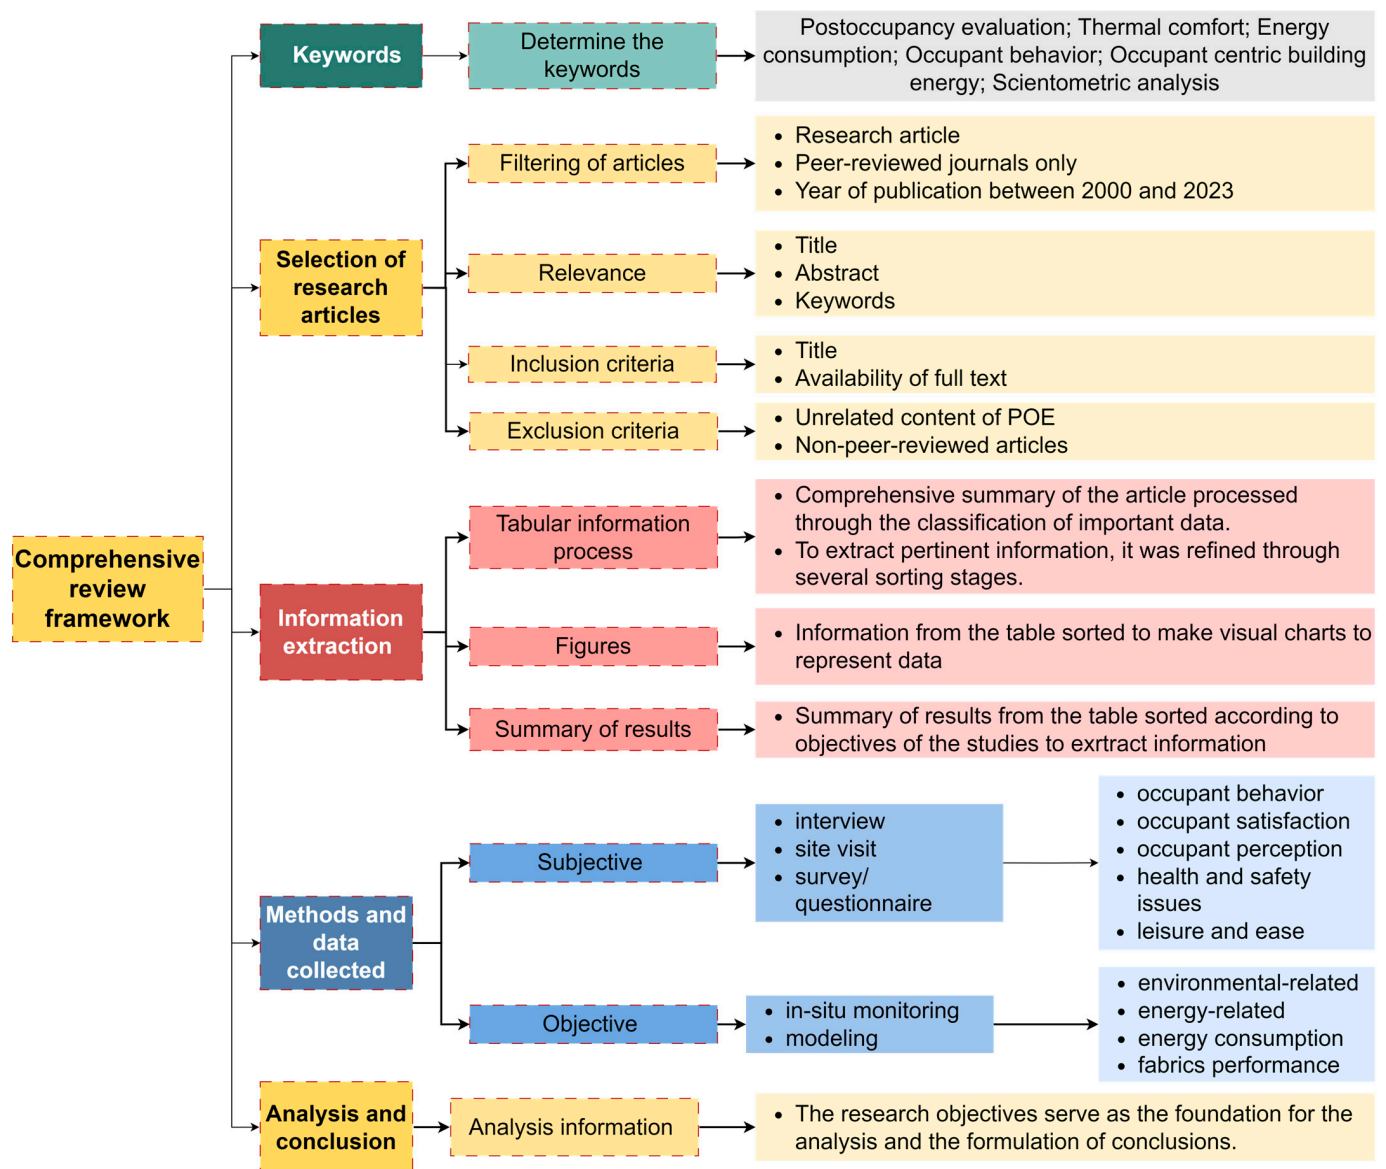 Keywords
Determine the
keywords
Postoccupancy evaluation; Thermal comfort; Energy
consumption; Occupant behavior; Occupant centric building
energy; Scientometric analysis
Selection of
research
articles
Filtering of articles
• Research article
• Peer-reviewed journals only
• Year of publication between 2000 and 2023
Relevance
• Title
• Abstract
• Keywords
Inclusion criteria
• Title
• Availability of full text
Exclusion criteria
• Unrelated content of POE
• Non-peer-reviewed articles
Comprehensive
review
framework
Information
extraction
Tabular information
process
• Comprehensive summary of the article processed
through the classification of important data.
• To extract pertinent information, it was refined through
several sorting stages.
Figures
• Information from the table sorted to make visual charts to
represent data
Summary of results
• Summary of results from the table sorted according to
objectives of the studies to exrtract information
Methods and
data
collected
Subjective
• interview
• site visit
• survey/
questionnaire
• occupant behavior
• occupant satisfaction
• occupant perception
• health and safety
issues
• leisure and ease
Objective
• in-situ monitoring
• modeling
• environmental-related
• energy-related
• energy consumption
• fabrics performance
Analysis and
conclusion
Analysis information
• The research objectives serve as the foundation for the
analysis and the formulation of conclusions.